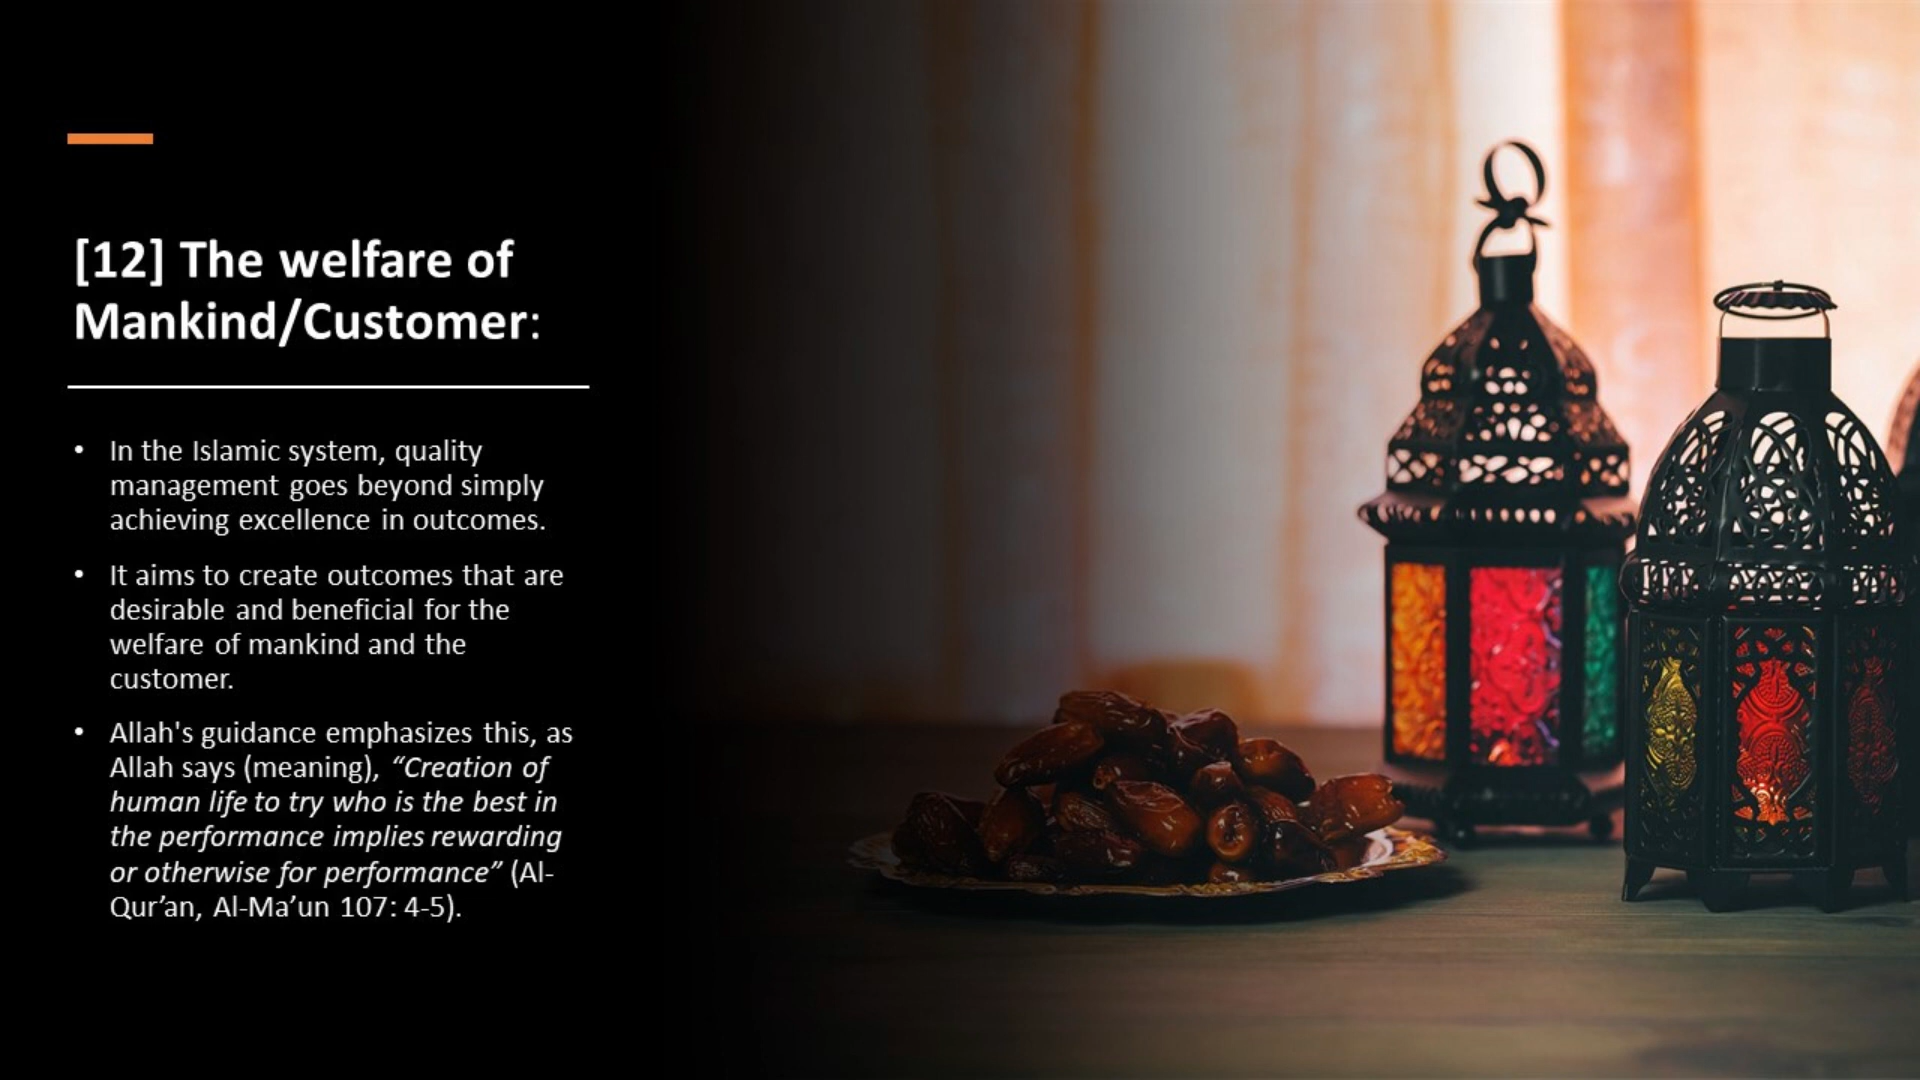 [12] The welfare of
Mankind/Customer:
• In the Islamic system, quality
management goes beyond simply
achieving excellence in outcomes.
• It aims to create outcomes that are
desirable and beneficial for the
welfare of mankind and the
customer.
• Allah's guidance emphasizes this, as
Allah says (meaning), “Creation of
human life to try who is the best in
the performance implies rewarding
or otherwise for performance” (Al-
Qur’an, Al-Ma’un 107: 4-5).